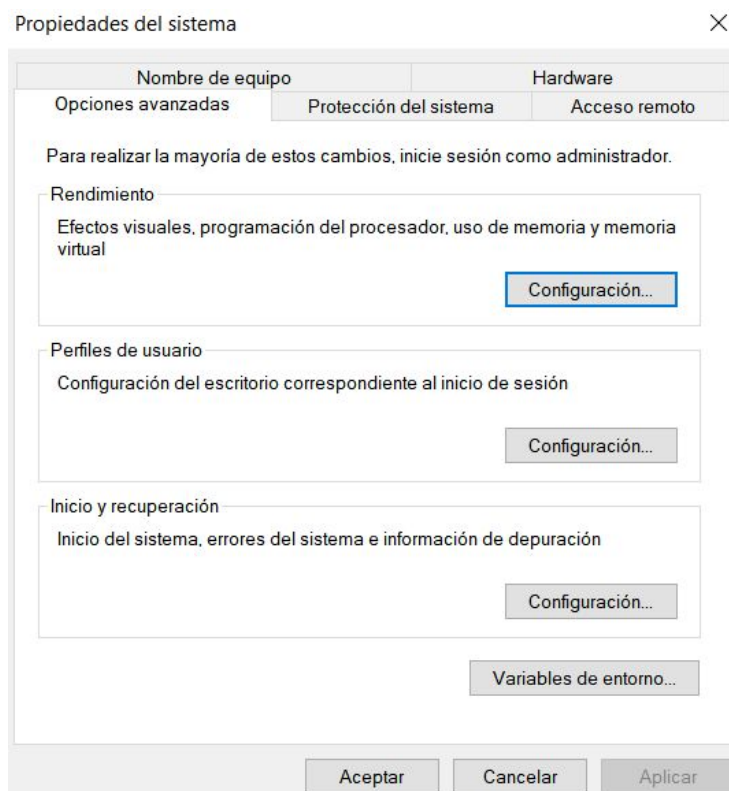 Propiedades del sistema
Nombre de equipo
Hardware
Opciones avanzadas
Protección del sistema
Acceso remoto
Para realizar la mayoría de estos cambios, inicie sesión como administrador.
Rendimiento
Efectos visuales, programación del procesador, uso de memoria y memoria
virtual
Configuración...
Perfiles de usuario
Configuración del escritorio correspondiente al inicio de sesión
Configuración...
Inicio y recuperación
Inicio del sistema, errores del sistema e información de depuración
Configuración...
Variables de entorno...
Aceptar
Cancelar
Aplicar